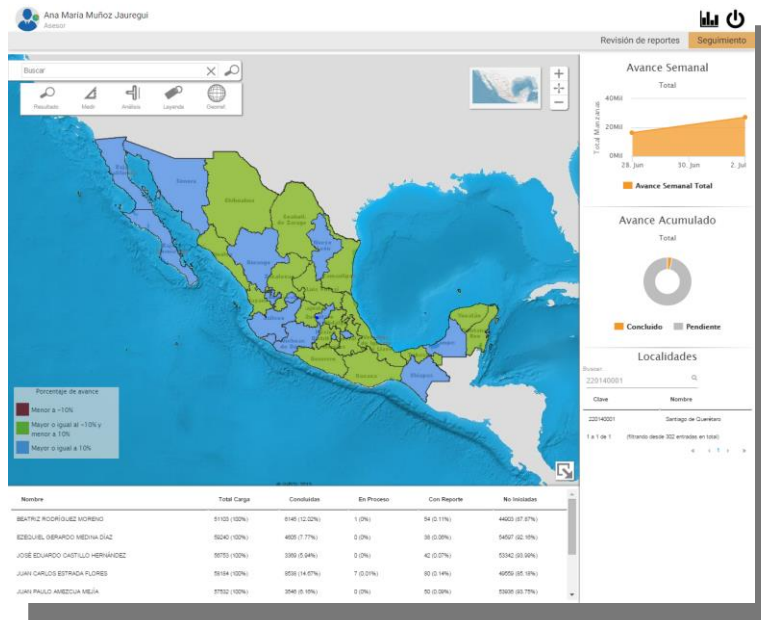 Ana María Muñoz Jauregui
Asesor
Revisión de reportes Seguimiento
Buscar
Resultado Medir Análisis Leyenda Georref.
Sonora
Chihuahua
Coahuila de Zaragoza
Durango
Oaxaca
Chiapas
Yucatán
Porcentaje de avance
Menor a -10%
Mayor o igual al -10% y
menor a 10%
Mayor o igual a 10%
Avance Semanal
Total
Total Manzanas
40Mil
20Mil
0Mil
28. Jun 30. Jun 2. Jul
Avance Semanal Total
Avance Acumulado
Total
Concluido Pendiente
Localidades
Buscar:
220140001
Clave Nombre
220140001 Santiago de Querétaro
1 a 1 de 1 (filtrando desde 302 entradas en total)
« ‹ 1 › »
Nombre Total Carga Concluidas En Proceso Con Reporte No Iniciadas
BEATRIZ RODRÍGUEZ MORENO 51103 (100%) 6145 (12.02%) 1 (0%) 54 (0.11%) 44903 (87.87%)
EZEQUIEL GERARDO MEDINA DÍAZ 59240 (100%) 4605 (7.77%) 0 (0%) 38 (0.06%) 54597 (92.16%)
JOSÉ EDUARDO CASTILLO HERNÁNDEZ 56753 (100%) 3369 (5.94%) 0 (0%) 42 (0.07%) 53342 (93.99%)
JUAN CARLOS ESTRADA FLORES 58184 (100%) 8538 (14.67%) 7 (0.01%) 80 (0.14%) 49559 (85.18%)
JUAN PAULO AMEZCUA MEJÍA 57532 (100%) 3546 (6.16%) 0 (0%) 50 (0.09%) 53936 (93.75%)